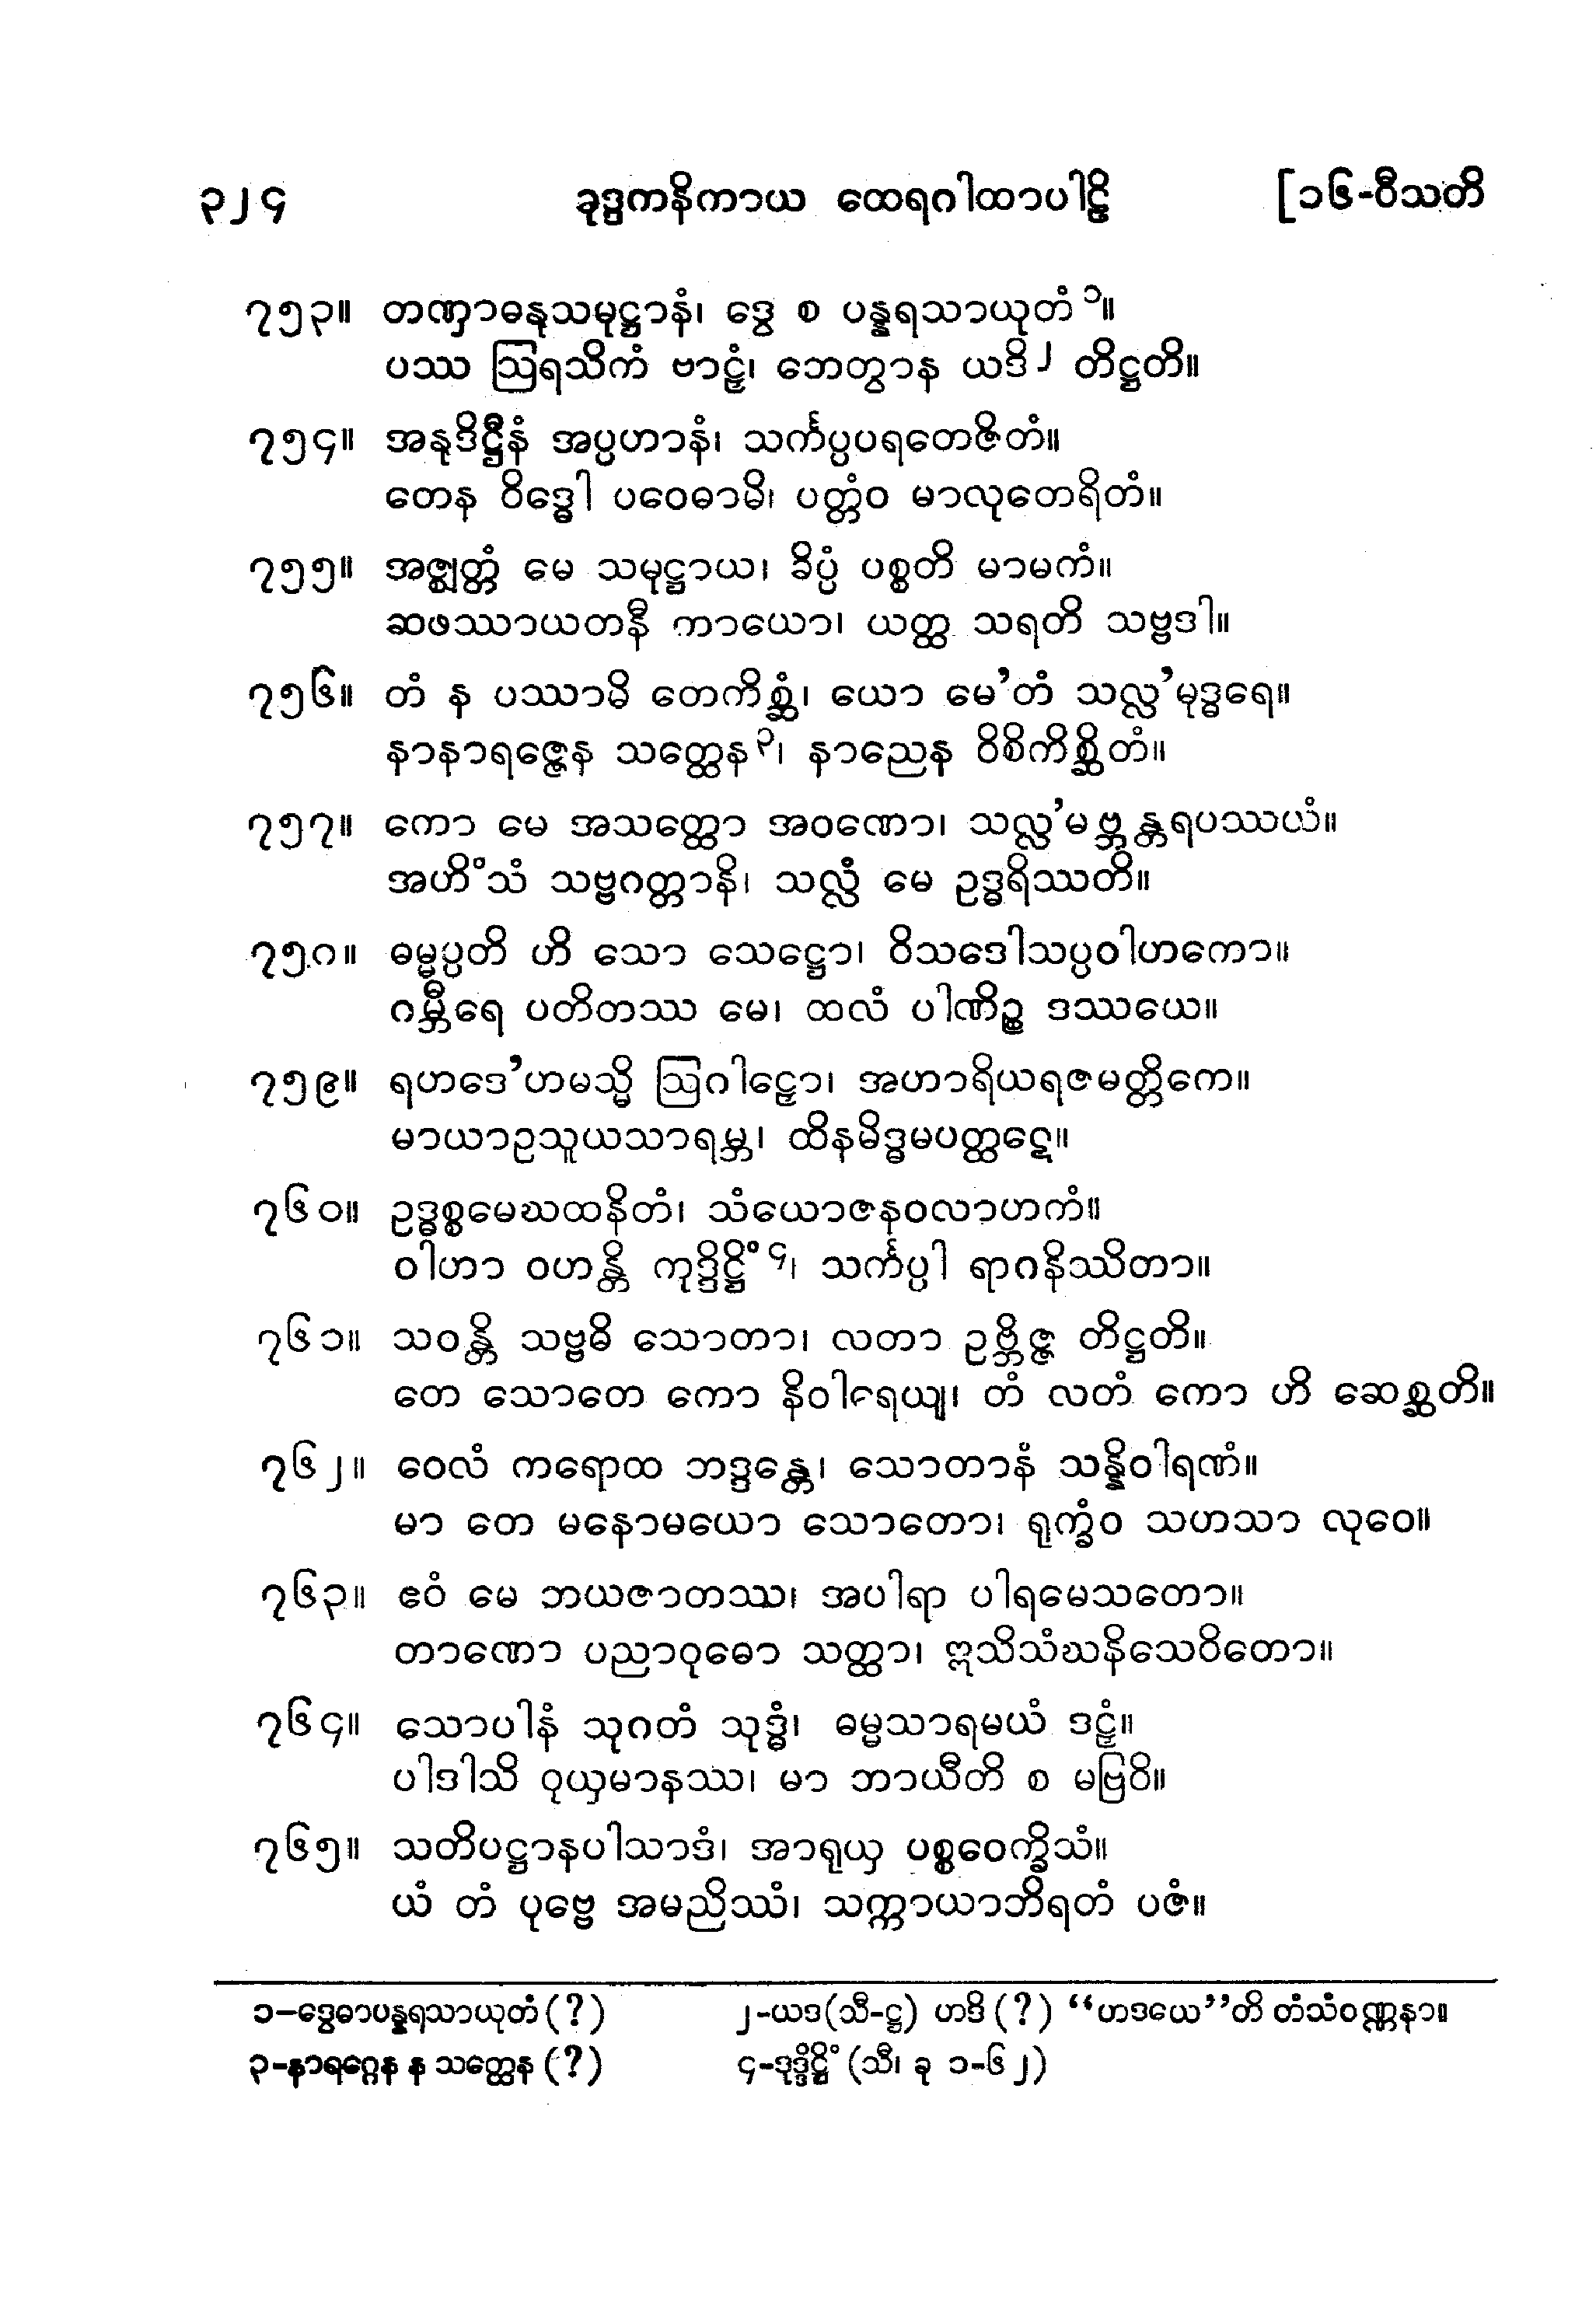 ၃၂၄ ခုဒ္ဒကနိကာယ ထေရဂါထာပါဠိ [၁၆-ဝီသတိ
၇၅၃။ တဏှာဓနုသမုဋ္ဌာနံ၊ ဒွေ စ ပန္နရသာယုတံ ၁။
ပဿ ဩရသိကံ ဗာဠှံ၊ ဘေတွာန ယဒိ ၂ တိဋ္ဌတိ။
၇၅၄။ အနုဒိဋ္ဌီနံ အပ္ပဟာနံ၊ သင်္ကပ္ပပရတေဇိတံ။
တေန ဝိဒ္ဓေါ ပဝေဓာမိ၊ ပတ္တံဝ မာလုတေရိတံ။
၇၅၅။ အဇ္ဈတ္တံ မေ သမုဋ္ဌာယ၊ ခိပ္ပံ ပစ္စတိ မာမကံ။
ဆဖဿာယတနီ ကာယော၊ ယတ္ထ သရတိ သဗ္ဗဒါ။
၇၅၆။ တံ န ပဿာမိ တေကိစ္ဆံ၊ ယော မေ’တံ သလ္လ’မုဒ္ဓရေ။
နာနာရဇ္ဇေန သတ္ထေန ၃၊ နာညေန ဝိစိကိစ္ဆိတံ။
၇၅၇။ ကော မေ အသတ္ထော အဝဏော၊ သလ္လ’မဗ္ဘန္တရပဿယံ။
အဟိံသံ သဗ္ဗဂတ္တာနိ၊ သလ္လံ မေ ဥဒ္ဓရိဿတိ။
၇၅၈။ ဓမ္မပ္ပတိ ဟိ သော သေဋ္ဌော၊ ဝိသဒေါသပ္ပဝါဟကော။
ဂမ္ဘီရေ ပတိတဿ မေ၊ ထလံ ပါဏိဉ္စ ဒဿယေ။
၇၅၉။ ရဟဒေ’ဟမသ္မိ ဩဂါဠှော၊ အဟာရိယရဇမတ္တိကေ။
မာယာဥသူယသာရမ္ဘ၊ ထိနမိဒ္ဓမပတ္ထဋေ။
၇၆၀။ ဥဒ္ဓစ္စမေဃထနိတံ၊ သံယောဇနဝလာဟကံ။
ဝါဟာ ဝဟန္တိ ကုဒ္ဒိဋ္ဌိံ ၄၊ သင်္ကပ္ပါ ရာဂနိဿိတာ။
၇၆၁။ သဝန္တိ သဗ္ဗဓိ သောတာ၊ လတာ ဥဗ္ဘိဇ္ဇ တိဋ္ဌတိ။
တေ သောတေ ကော နိဝါရေယျ၊ တံ လတံ ကော ဟိ ဆေစ္ဆတိ။
၇၆၂။ ဝေလံ ကရောထ ဘဒ္ဒန္တေ၊ သောတာနံ သန္နိဝါရဏံ။
မာ တေ မနောမယော သောတော၊ ရုက္ခံဝ သဟသာ လုဝေ။
၇၆၃။ ဧဝံ မေ ဘယဇာတဿ၊ အပါရာ ပါရမေသတော။
တာဏော ပညာဝုဓော သတ္ထာ၊ ဣသိသံဃနိသေဝိတော။
၇၆၄။ သောပါနံ သုဂတံ သုဒ္ဓံ၊ ဓမ္မသာရမယံ ဒဠှံ။
ပါဒါသိ ဝုယှမာနဿ၊ မာ ဘာယီတိ စ မဗြဝိ။
၇၆၅။ သတိပဋ္ဌာနပါသာဒံ၊ အာရုယှ ပစ္စဝေက္ခိသံ။
ယံ တံ ပုဗ္ဗေ အမညိဿံ၊ သက္ကာယာဘိရတံ ပဇံ။
၁-ဒွေဓာပန္နရသာယုတံ (?) ၂-ယဒ(သီ-ဋ္ဌ) ဟဒိ (?) “ဟဒယေ”တိ တံသံဝဏ္ဏနာ။
၃-နာရဂ္ဂေန န သတ္ထေန (?) ၄-ဒုဒ္ဒိဋ္ဌိံ (သီ၊ ခု ၁-၆၂)